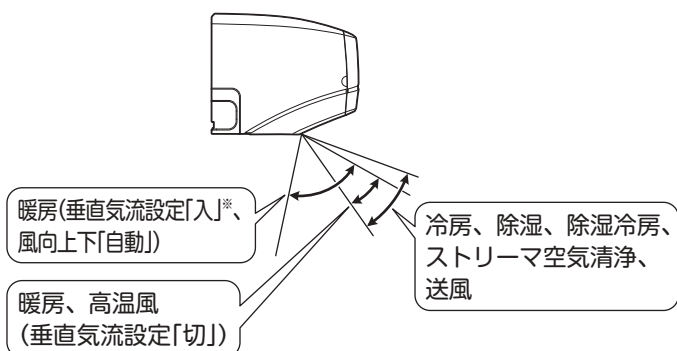 暖房(垂直気流設定「入」※、
風向上下「自動」)
暖房、高温風
(垂直気流設定「切」)
冷房、除湿、除湿冷房、
ストリーマ空気清浄、
送風